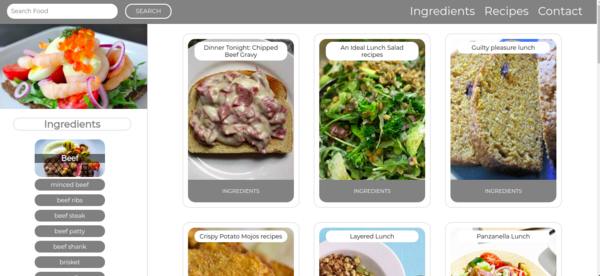 Search Food
SEARCH
Ingredients
Recipes
Contact
Ingredients
Beef
minced beef
beef ribs
beef steak
beef patty
beef shank
brisket
Dinner Tonight: Chipped
Beef Gravy
INGREDIENTS
An Ideal Lunch Salad
recipes
INGREDIENTS
Guilty pleasure lunch
INGREDIENTS
Crispy Potato Mojos recipes
Layered Lunch
Panzanella Lunch